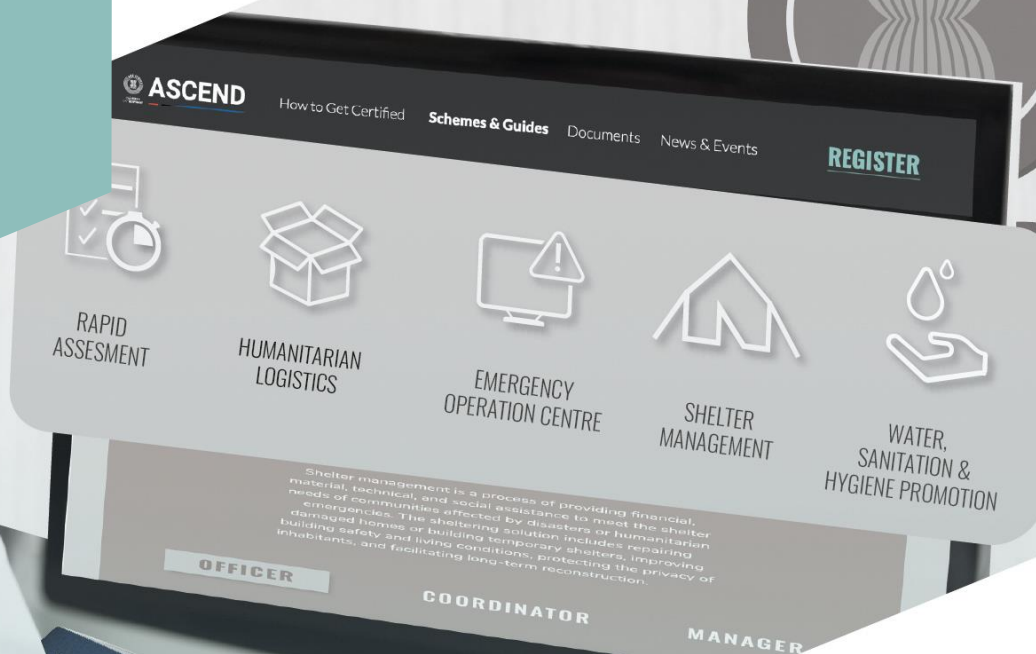 ASCEND
How to Get Certified
Schemes & Guides
Documents
News & Events
REGISTER
RAPID
ASSESMENT
HUMANITARIAN
LOGISTICS
EMERGENCY
OPERATION CENTRE
SHELTER
MANAGEMENT
WATER,
SANITATION &
HYGIENE PROMOTION
Shelter management is a process of providing financial,
material, technical, and social assistance to meet the shelter
needs of communities affected by disasters or humanitarian
emergencies. The sheltering solution includes repairing
damaged homes or building temporary shelters, improving
building safety and living conditions, protecting the privacy of
inhabitants, and facilitating long-term reconstruction.
OFFICER
COORDINATOR
MANAGER